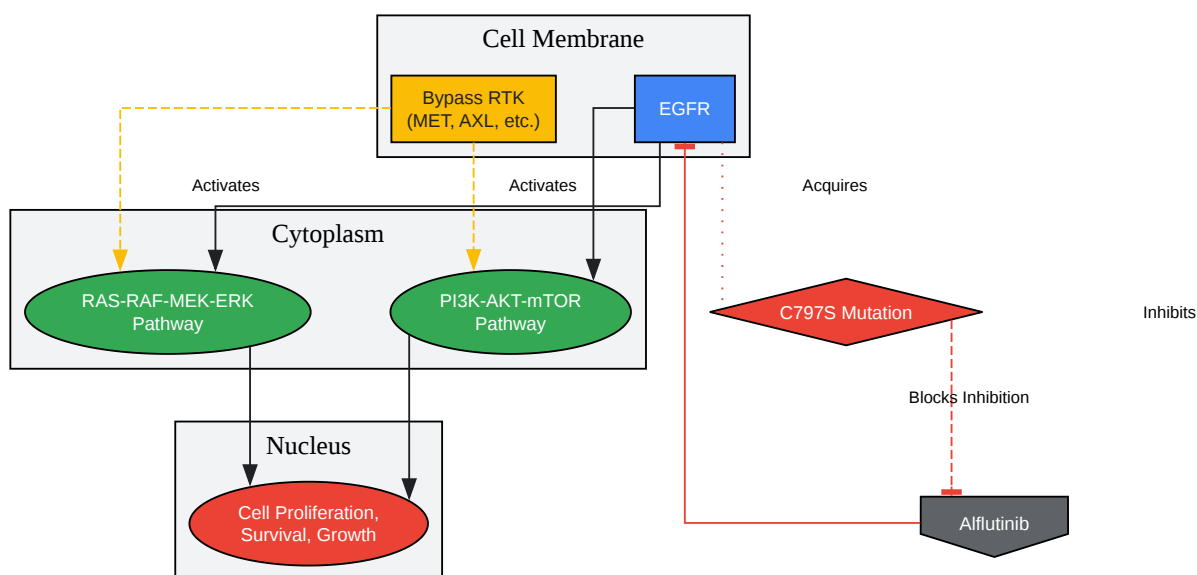 Cell Membrane
Bypass RTK
(MET, AXL, etc.)
EGFR
Activates
Activates
Acquires
Cytoplasm
RAS-RAF-MEK-ERK
Pathway
PI3K-AKT-mTOR
Pathway
C797S Mutation
Inhibits
Blocks Inhibition
Nucleus
Cell Proliferation,
Survival, Growth
Alflutinib